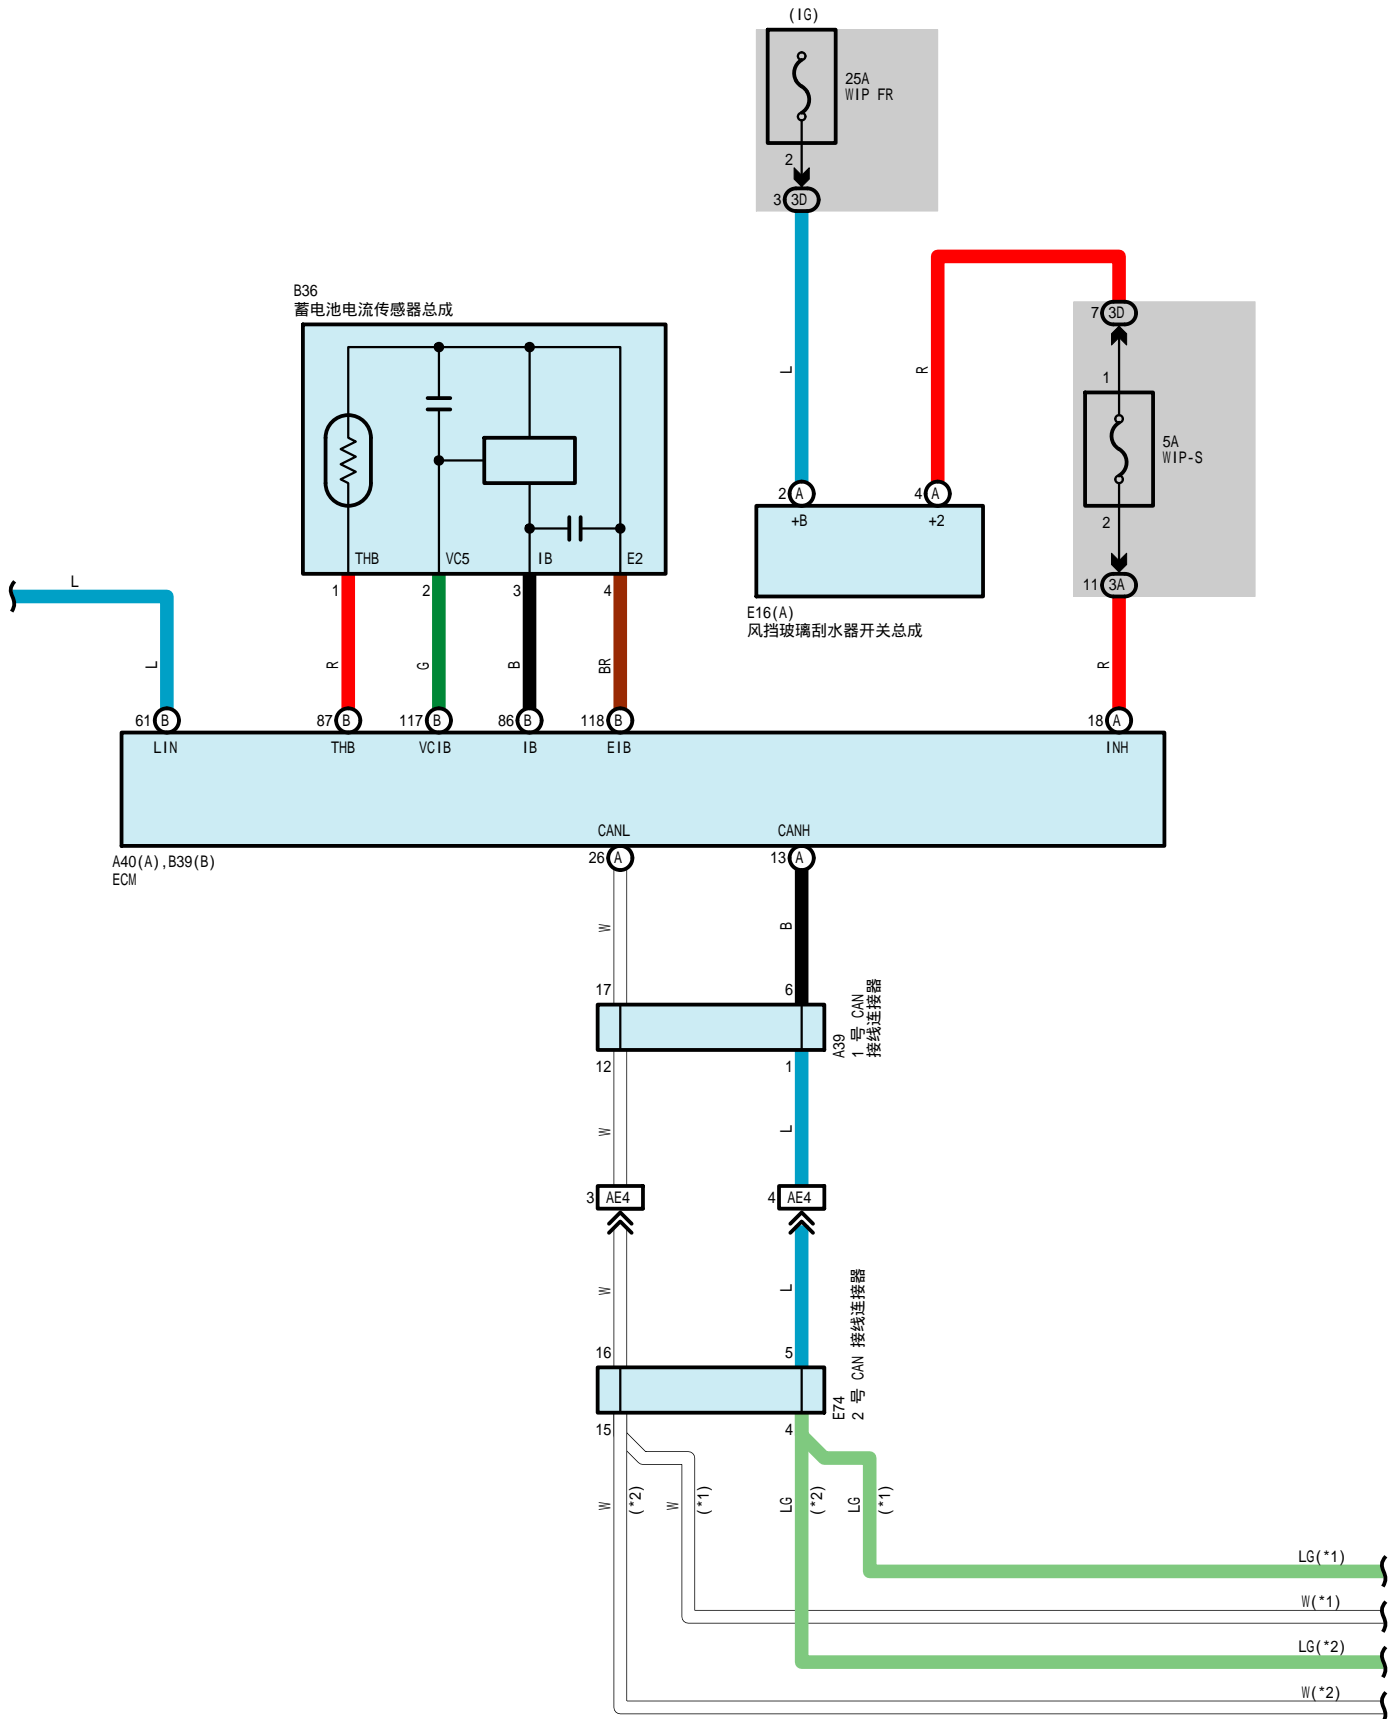 (IG)
25A
WIP FR
2
3
3D
7
3D
1
5A
WIP-S
2
11
3A
B36
蓄电池电流传感器总成
THB
VC5
IB
E2
1
2
3
4
L
R
2
A
4
A
+B
+2
E16(A)
风挡玻璃刮水器开关总成
L
L
R
G
B
BR
R
61
B
87
B
117
B
86
B
118
B
18
A
LIN
THB
VCIB
IB
EIB
INH
CANL
CANH
A40(A),B39(B)
ECM
26
A
13
A
W
B
17
6
A39
1 号 CAN
接线连接器
12
1
W
L
3
AE4
4
AE4
W
L
16
5
E74
2 号 CAN 接线连接器
15
4
W
(*2)
W
(*1)
LG
(*2)
LG
(*1)
LG(*1)
W(*1)
LG(*2)
W(*2)